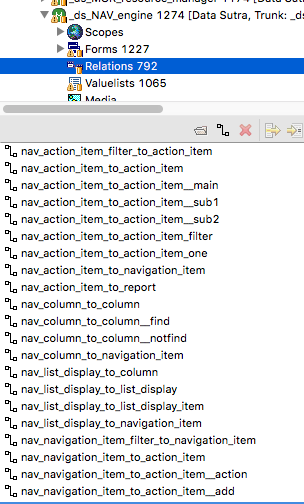 _ds_NAV_engine 1274 [Data Sutra, Trunk: _ds
Scopes
Forms 1227
Relations 792
Valuelists 1065
Media
nav_action_item_filter_to_action_item
nav_action_item_to_action_item
nav_action_item_to_action_item__main
nav_action_item_to_action_item__sub1
nav_action_item_to_action_item__sub2
nav_action_item_to_action_item_filter
nav_action_item_to_action_item_one
nav_action_item_to_navigation_item
nav_action_item_to_report
nav_column_to_column
nav_column_to_column__find
nav_column_to_column__notfind
nav_column_to_navigation_item
nav_list_display_to_column
nav_list_display_to_list_display
nav_list_display_to_list_display_item
nav_list_display_to_navigation_item
nav_navigation_item_filter_to_navigation_item
nav_navigation_item_to_action_item
nav_navigation_item_to_action_item__action
nav_navigation_item_to_action_item__add